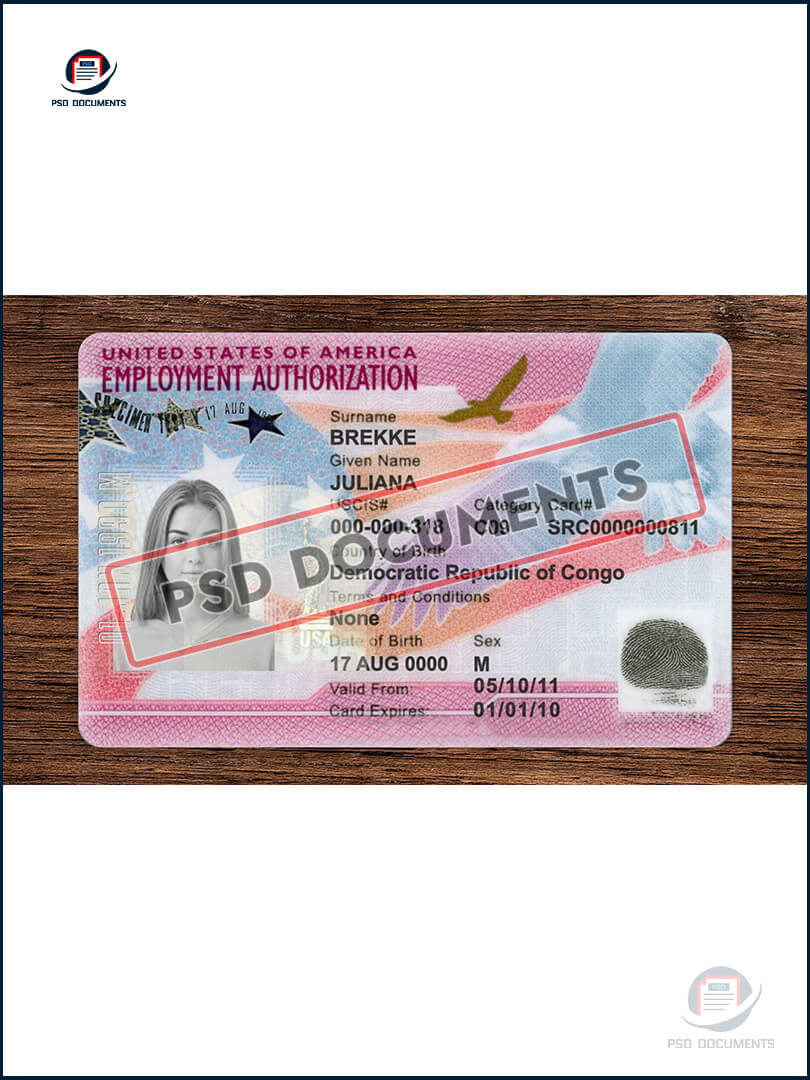 PSD
PSD DOCUMENTS
UNITED STATES OF AMERICA
EMPLOYMENT AUTHORIZATION
SPECIMEN 17 AUG
Surname
BREKKE
Given Name
JULIANA
USCIS# Category Card#
000-000-318 C09 SRC0000000811
PSD DOCUMENTS
Country of Birth
Democratic Republic of Congo
Terms and Conditions
None
USA
Date of Birth Sex
17 AUG 0000 M
Valid From: 05/10/11
Card Expires: 01/01/10
PSD
PSD DOCUMENTS